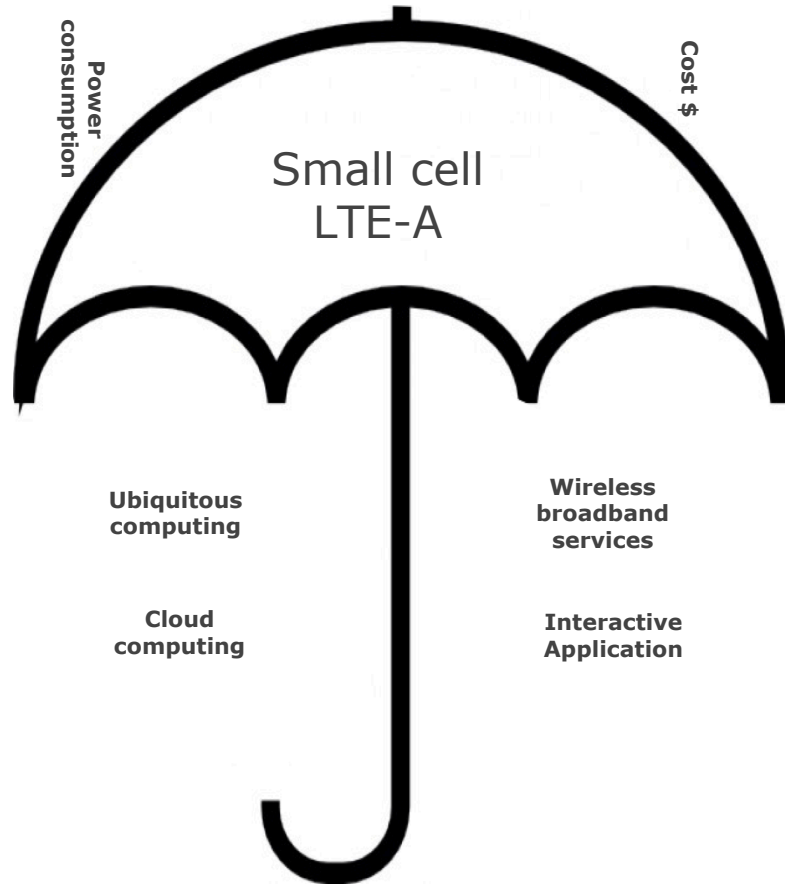 Power
consumption
Cost $
Small cell
LTE-A
Ubiquitous
computing
Wireless
broadband
services
Cloud
computing
Interactive
Application